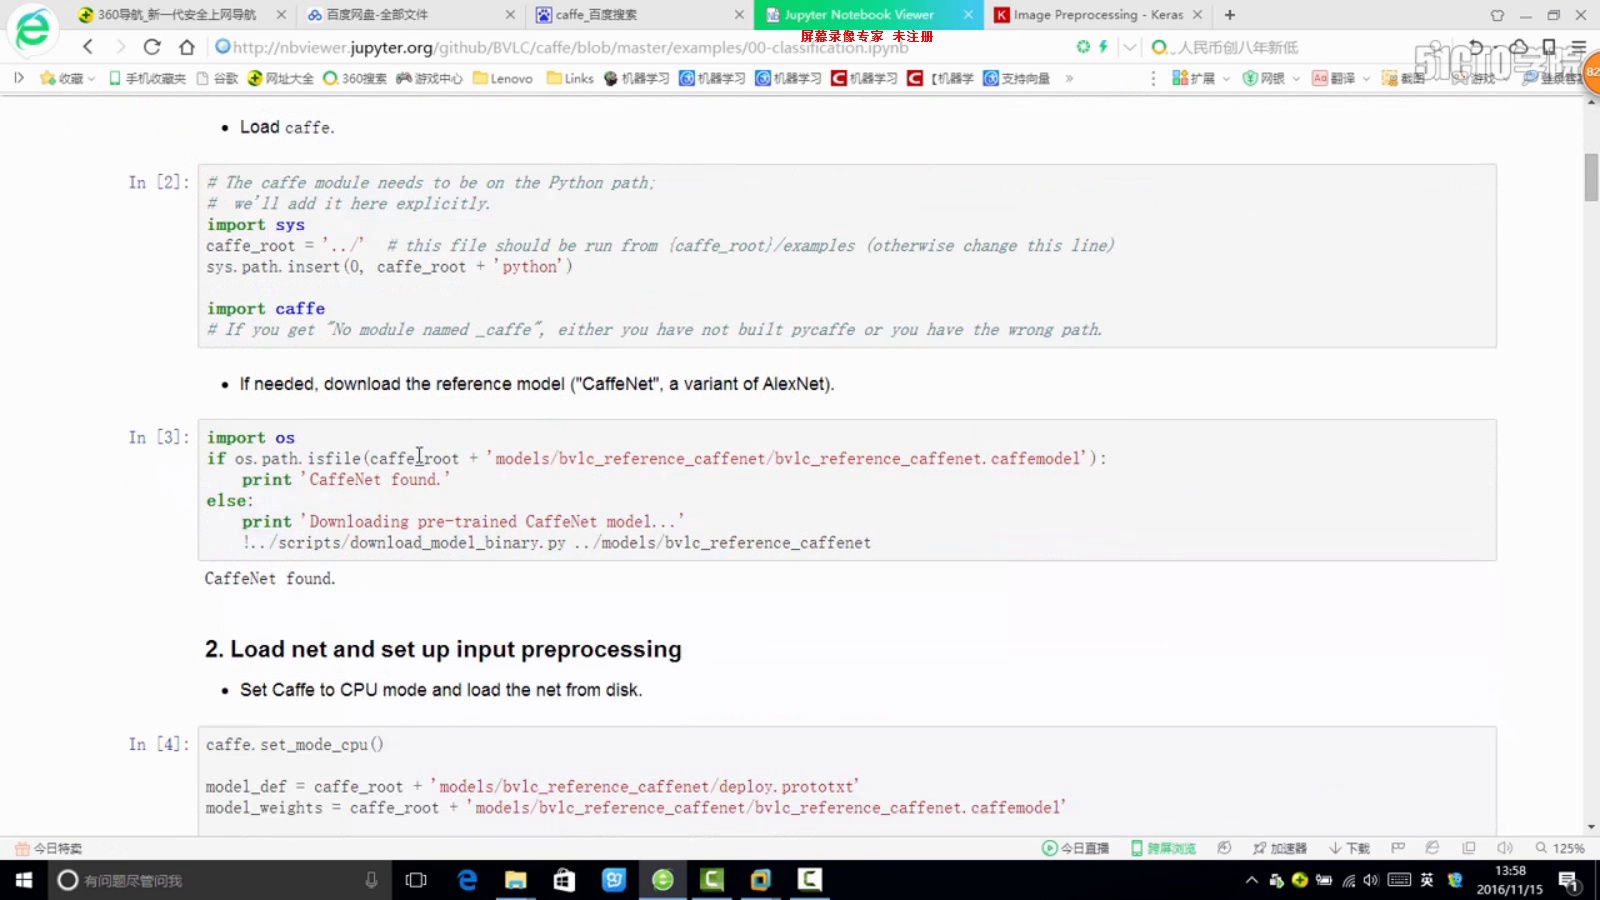 360导航_新一代安全上网导航
百度网盘-全部文件
caffe_百度搜索
Jupyter Notebook Viewer
Image Preprocessing - Keras
屏幕录像专家 未注册
http://nbviewer.jupyter.org/github/BVLC/caffe/blob/master/examples/00-classification.ipynb
人民币创八年新低
51CTO学院
收藏 手机收藏夹 谷歌 网址大全 360搜索 游戏中心 Lenovo Links 机器学习 机器学习 机器学习 机器学习 【机器学 支持向量 » 扩展 网银 翻译 截图 游戏 登录管
82
Load caffe.
In [2]:
# The caffe module needs to be on the Python path;
#  we'll add it here explicitly.
import sys
caffe_root = '../'  # this file should be run from {caffe_root}/examples (otherwise change this line)
sys.path.insert(0, caffe_root + 'python')
import caffe
# If you get "No module named _caffe", either you have not built pycaffe or you have the wrong path.
If needed, download the reference model ("CaffeNet", a variant of AlexNet).
In [3]:
import os
if os.path.isfile(caffe_root + 'models/bvlc_reference_caffenet/bvlc_reference_caffenet.caffemodel'):
    print 'CaffeNet found.'
else:
    print 'Downloading pre-trained CaffeNet model...'
    !../scripts/download_model_binary.py ../models/bvlc_reference_caffenet
CaffeNet found.
2. Load net and set up input preprocessing
Set Caffe to CPU mode and load the net from disk.
In [4]:
caffe.set_mode_cpu()
model_def = caffe_root + 'models/bvlc_reference_caffenet/deploy.prototxt'
model_weights = caffe_root + 'models/bvlc_reference_caffenet/bvlc_reference_caffenet.caffemodel'
今日特卖
今日直播 跨屏浏览 加速器 下载 125%
有问题尽管问我
英
13:58
2016/11/15
1